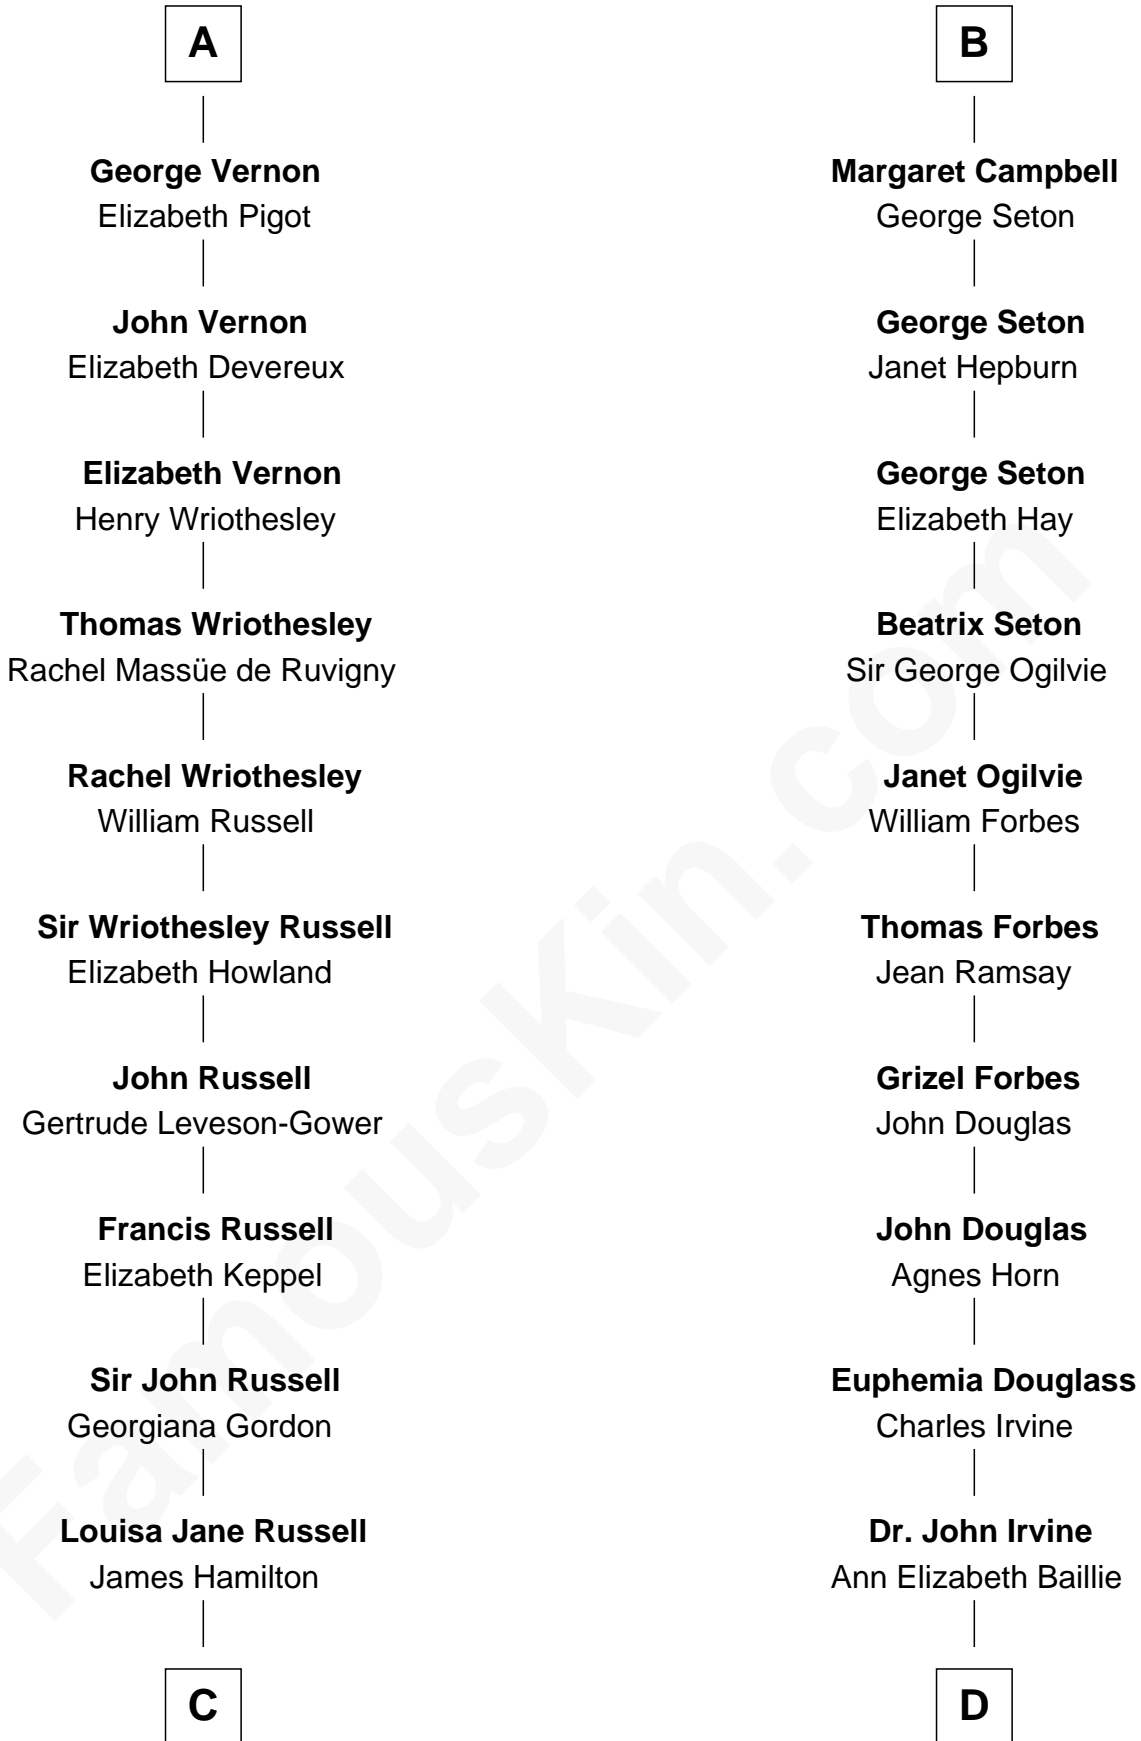 A
George Vernon
Elizabeth Pigot
John Vernon
Elizabeth Devereux
Elizabeth Vernon
Henry Wriothesley
Thomas Wriothesley
Rachel Massüe de Ruvigny
Rachel Wriothesley
William Russell
Sir Wriothesley Russell
Elizabeth Howland
John Russell
Gertrude Leveson-Gower
Francis Russell
Elizabeth Keppel
Sir John Russell
Georgiana Gordon
Louisa Jane Russell
James Hamilton
C
B
Margaret Campbell
George Seton
George Seton
Janet Hepburn
George Seton
Elizabeth Hay
Beatrix Seton
Sir George Ogilvie
Janet Ogilvie
William Forbes
Thomas Forbes
Jean Ramsay
Grizel Forbes
John Douglas
John Douglas
Agnes Horn
Euphemia Douglass
Charles Irvine
Dr. John Irvine
Ann Elizabeth Baillie
D
FamousKin.com